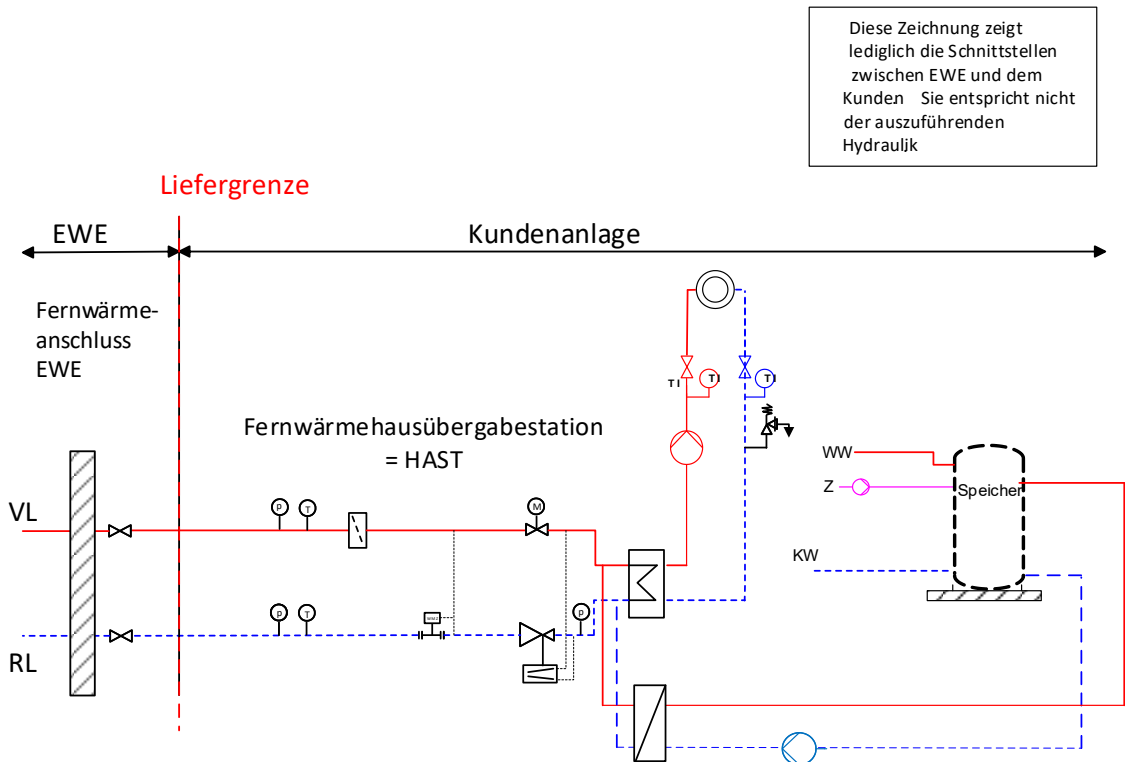 Diese Zeichnung zeigt
lediglich die Schnittstellen
zwischen EWE und dem
Kunden Sie entspricht nicht
der auszuführenden
Hydraulik
Liefergrenze
EWE
Kundenanlage
Fernwärme-
anschluss
EWE
TI
TI
TI
Fernwärmehausübergabestation
= HAST
WW
Z
Speicher
KW
VL
P
T
M
RL
P
T
P